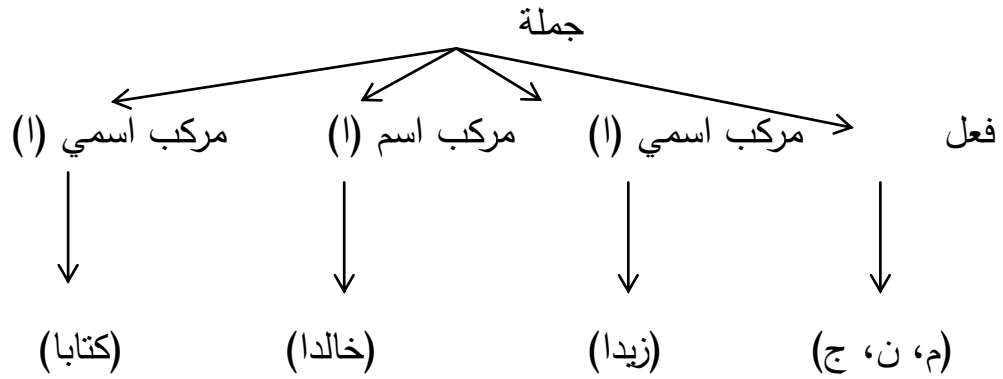 جملة
فعل مركب اسمي (ا) مركب اسم (ا) مركب اسمي (ا)
(م، ن، ج) (زيدا) (خالدا) (كتابا)